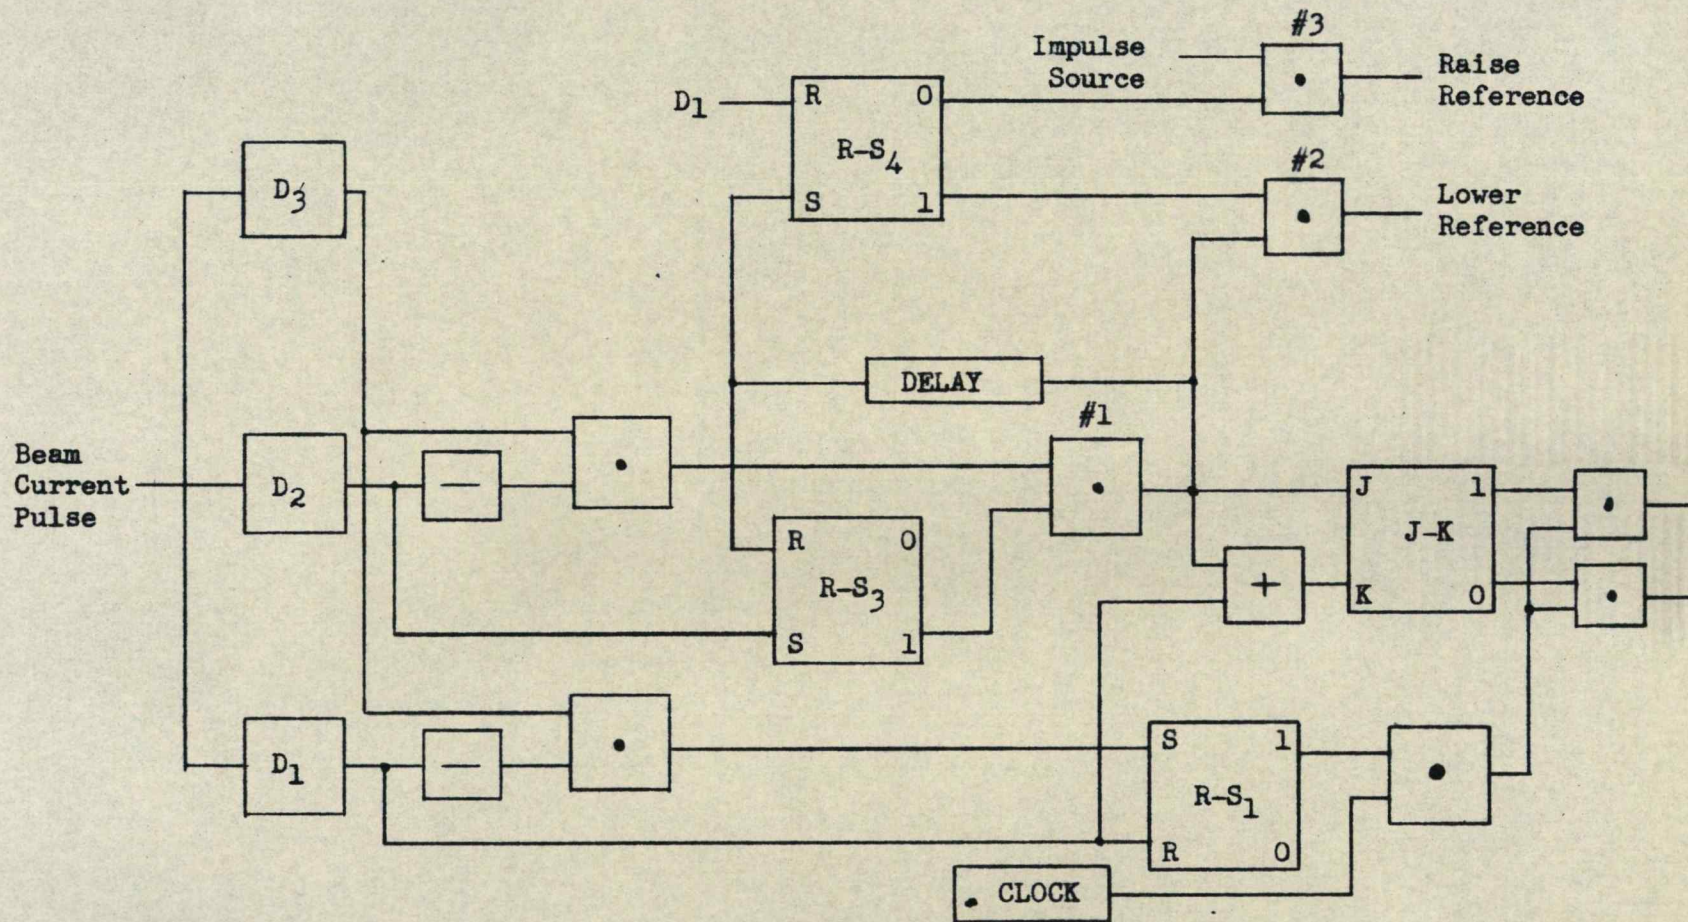 #3
Impulse
Source
Raise
Reference
D1
R 0
R-S4
S 1
#2
Lower
Reference
D3
DELAY
#1
Beam
Current
Pulse
D2
R 0
R-S3
S 1
J 1
J-K
K 0
+
D1
S 1
R-S1
R 0
CLOCK